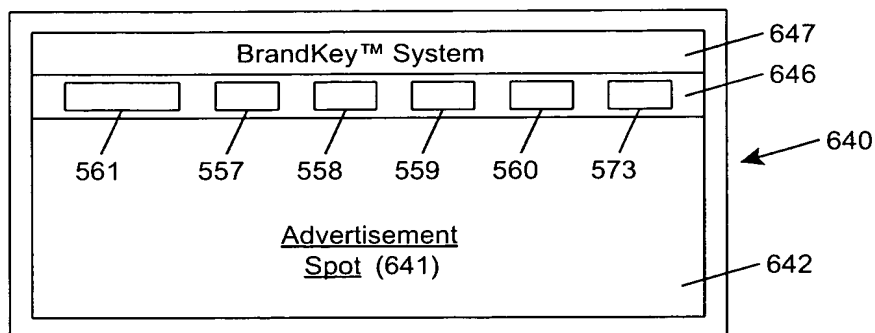 BrandKey™ System
647
646
561 557 558 559 560 573
640
Advertisement
Spot (641)
642